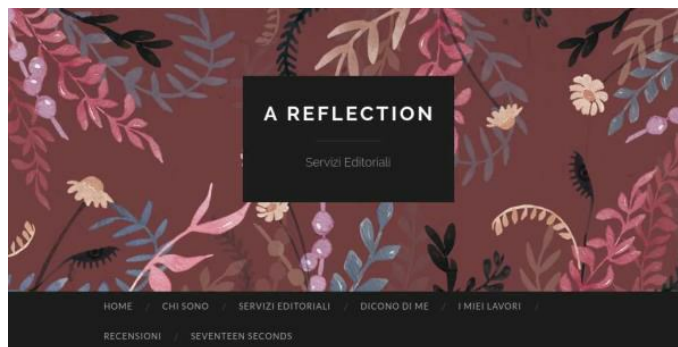 A REFLECTION
Servizi Editoriali
HOME / CHI SONO / SERVIZI EDITORIALI / DICONO DI ME / I MIEI LAVORI /
RECENSIONI / SEVENTEEN SECONDS